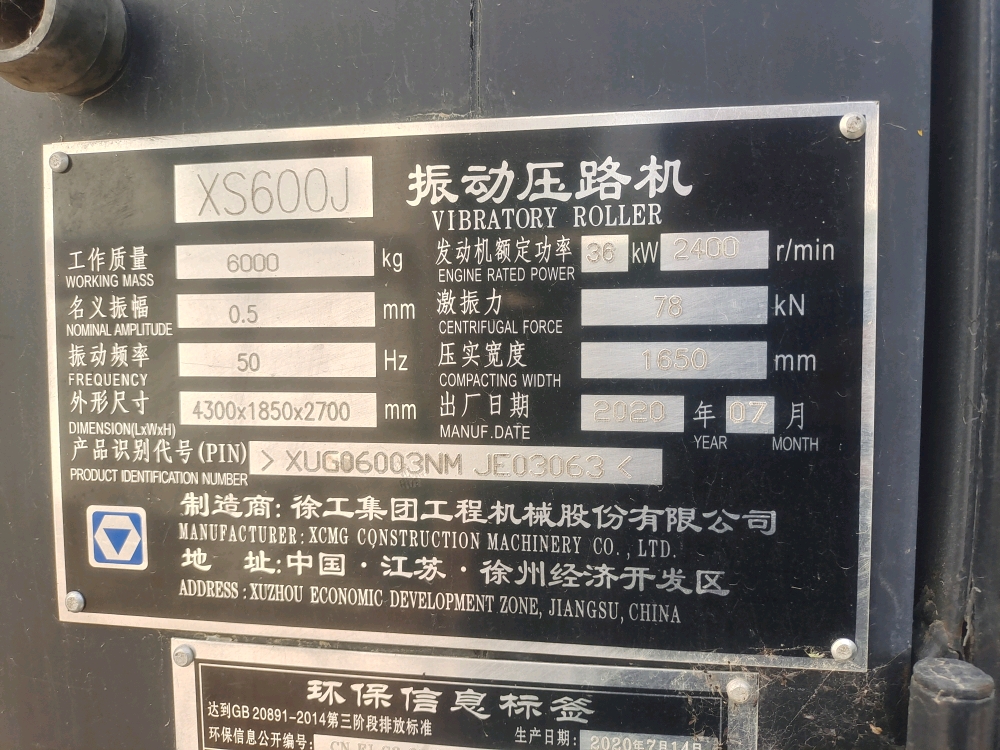 XS600J 振动压路机
VIBRATORY ROLLER
工作质量 6000 kg 发动机额定功率 36 kW 2400 r/min
WORKING MASS ENGINE RATED POWER
名义振幅 0.5 mm 激振力 78 kN
NOMINAL AMPLITUDE CENTRIFUGAL FORCE
振动频率 50 Hz 压实宽度 1650 mm
FREQUENCY COMPACTING WIDTH
外形尺寸 4300x1850x2700 mm 出厂日期 2020 年 07 月
DIMENSION(LxWxH) MANUF.DATE YEAR MONTH
产品识别代号(PIN) >XUG06003NM JE03063<
PRODUCT IDENTIFICATION NUMBER
制造商:徐工集团工程机械股份有限公司
MANUFACTURER:XCMG CONSTRUCTION MACHINERY CO.,LTD.
地 址:中国·江苏·徐州经济开发区
ADDRESS:XUZHOU ECONOMIC DEVELOPMENT ZONE, JIANGSU, CHINA
环保信息标签
达到GB 20891-2014第三阶段排放标准
环保信息公开编号: 生产日期: 2020年7月14日